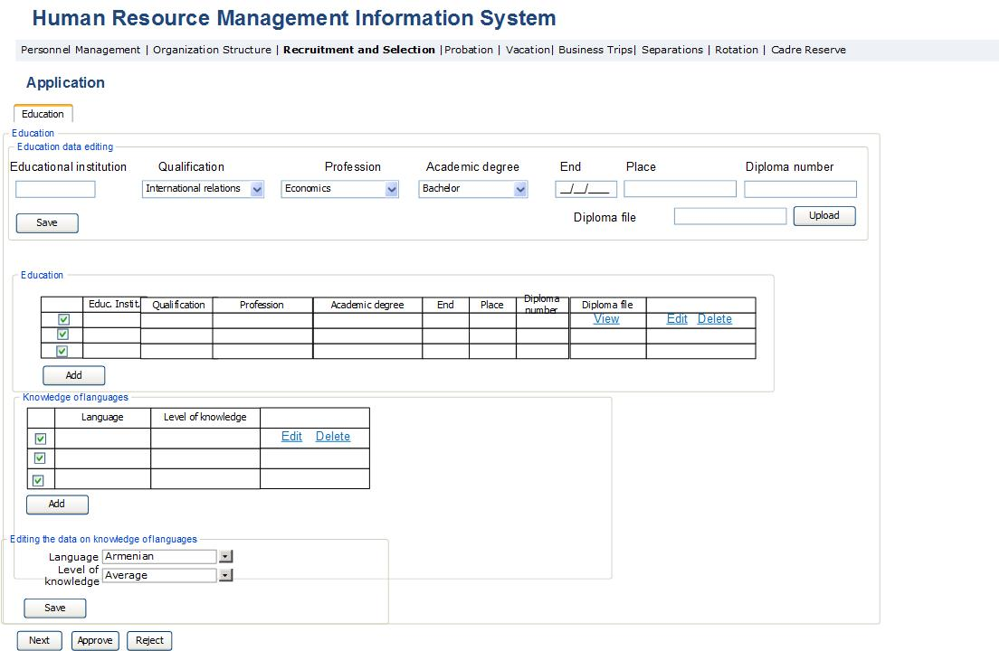 Human Resource Management Information System
Personnel Management | Organization Structure | Recruitment and Selection |Probation | Vacation| Business Trips| Separations | Rotation | Cadre Reserve
Application
Education
Education
Education data editing
Educational institution Qualification Profession Academic degree End Place Diploma number
International relations Economics Bachelor __/__/____
Diploma file Upload
Save
Education
Educ. Instit. Qualification Profession Academic degree End Place Diploma number Diploma file
View Edit Delete
Add
Knowledge of languages
Language Level of knowledge
Edit Delete
Add
Editing the data on knowledge of languages
Language Armenian
Level of knowledge Average
Save
Next Approve Reject